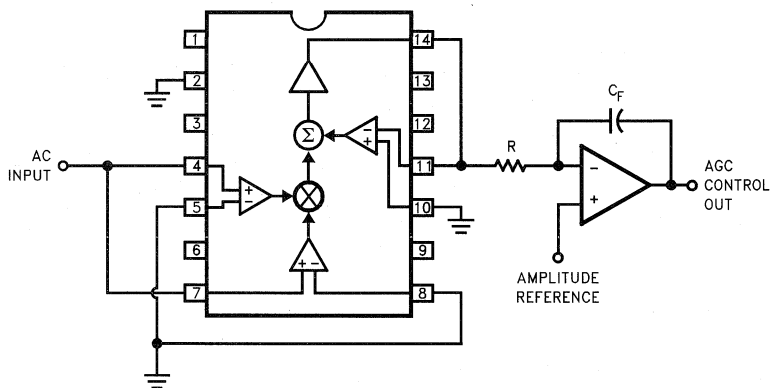 1
14
2
13
3
12
4
11
5
10
6
9
7
8
AC
INPUT
Σ
- +
+ -
+ -
R
C_F
-
+
AGC
CONTROL
OUT
AMPLITUDE
REFERENCE